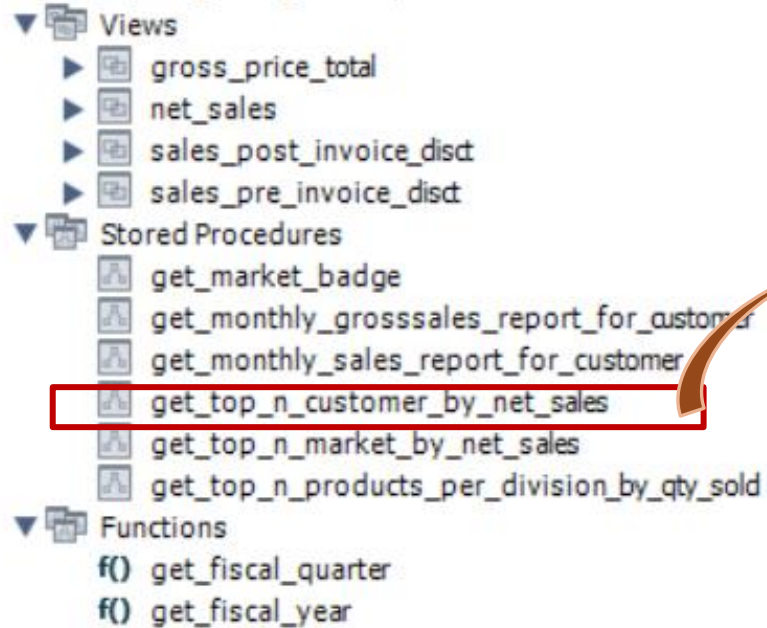 Views
gross_price_total
net_sales
sales_post_invoice_disct
sales_pre_invoice_disct
Stored Procedures
get_market_badge
get_monthly_grosssales_report_for_customer
get_monthly_sales_report_for_customer
get_top_n_customer_by_net_sales
get_top_n_market_by_net_sales
get_top_n_products_per_division_by_qty_sold
Functions
f() get_fiscal_quarter
f() get_fiscal_year